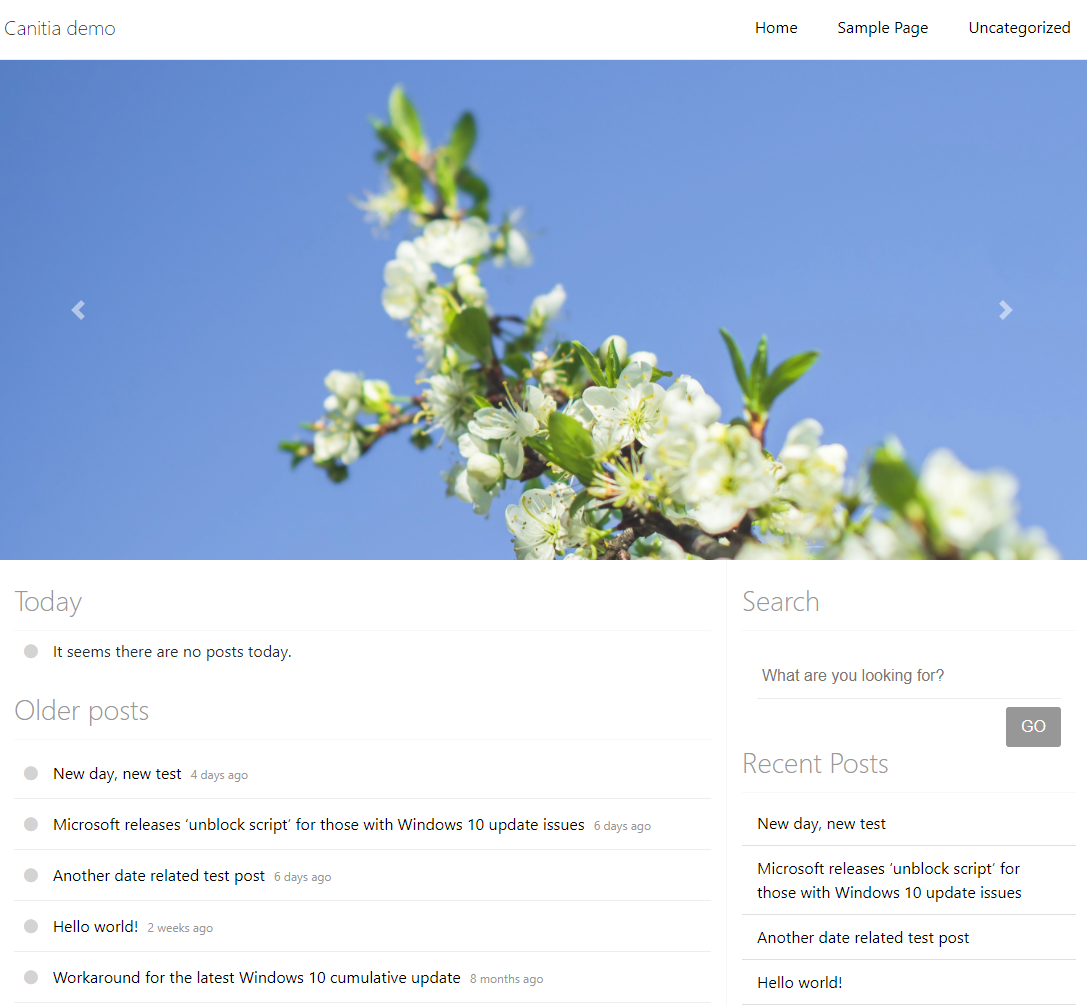 Canitia demo
Home Sample Page Uncategorized
Today
It seems there are no posts today.
Older posts
New day, new test 4 days ago
Microsoft releases ‘unblock script’ for those with Windows 10 update issues 6 days ago
Another date related test post 6 days ago
Hello world! 2 weeks ago
Workaround for the latest Windows 10 cumulative update 8 months ago
Search
What are you looking for?
GO
Recent Posts
New day, new test
Microsoft releases ‘unblock script’ for
those with Windows 10 update issues
Another date related test post
Hello world!